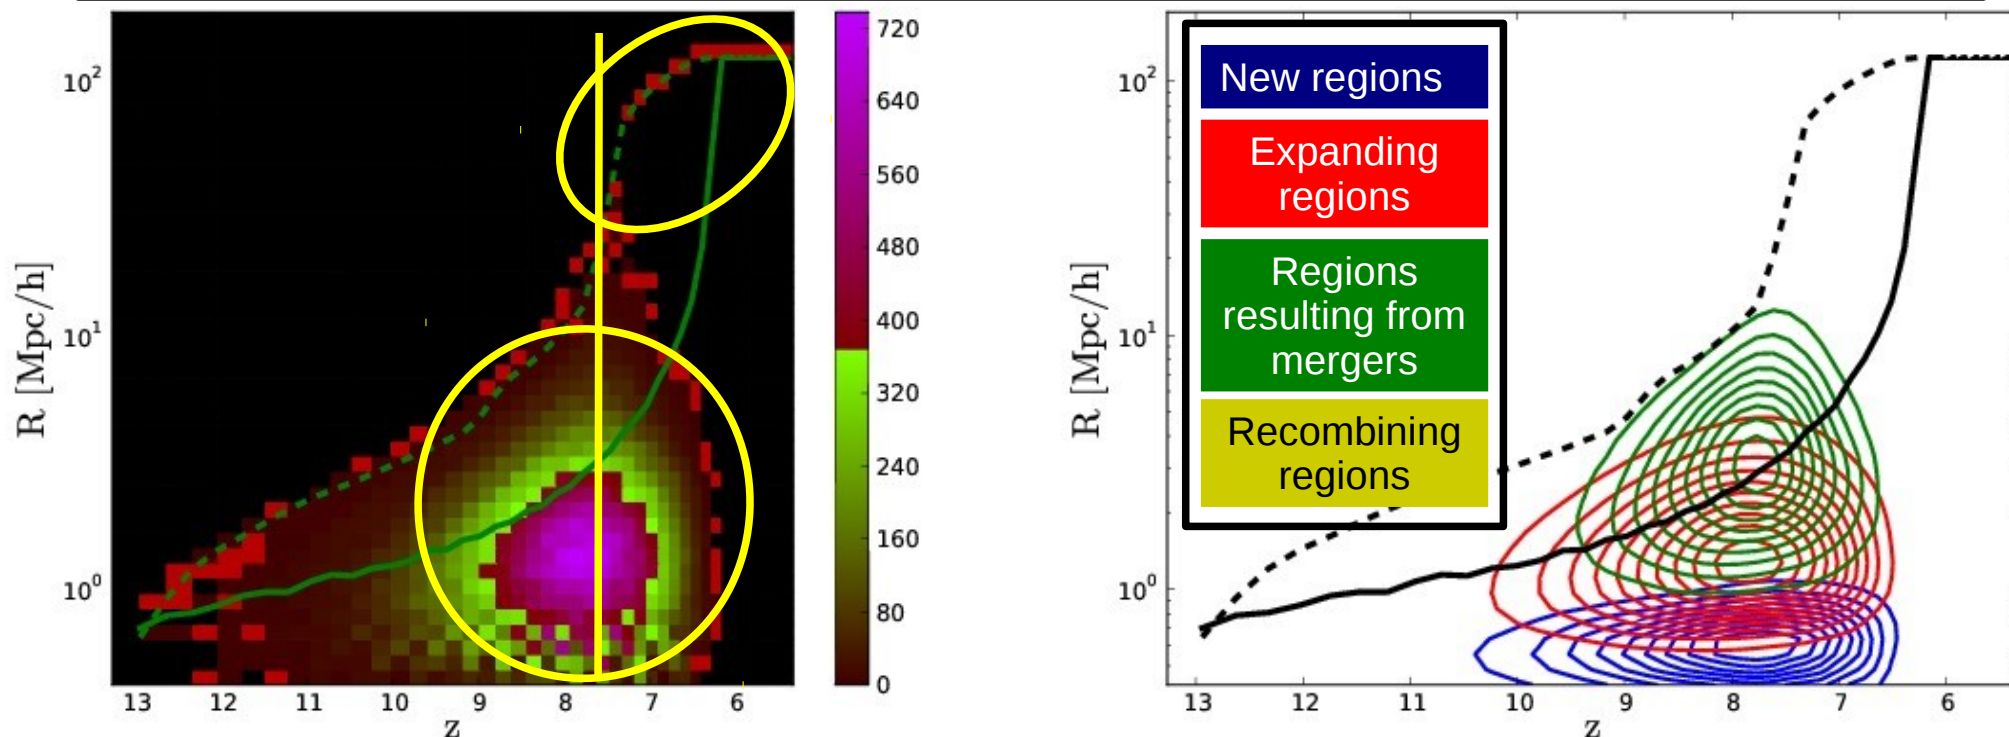 10²
10¹
10⁰
R [Mpc/h]
13 12 11 10 9 8 7 6
z
720
640
560
480
400
320
240
160
80
0
10²
10¹
10⁰
R [Mpc/h]
New regions
Expanding
regions
Regions
resulting from
mergers
Recombining
regions
13 12 11 10 9 8 7 6
z